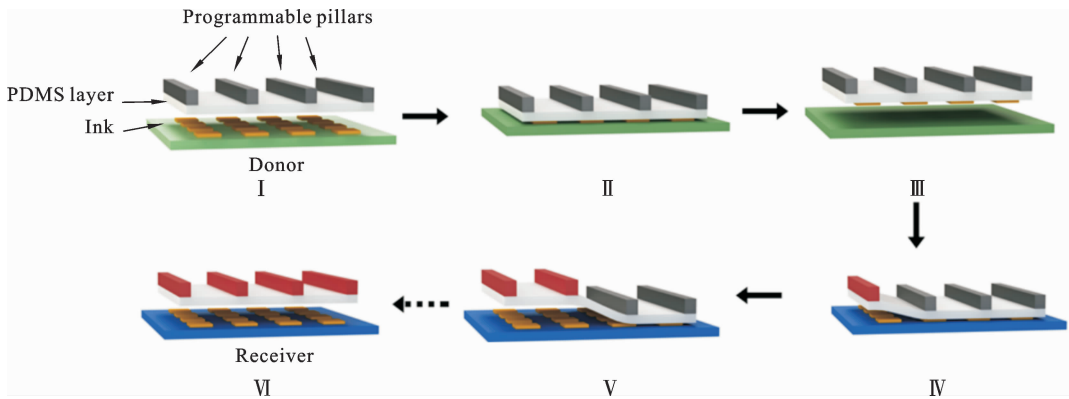 Programmable pillars
PDMS layer
Ink
Donor
Ⅰ
Ⅱ
Ⅲ
Receiver
Ⅵ
Ⅴ
Ⅳ